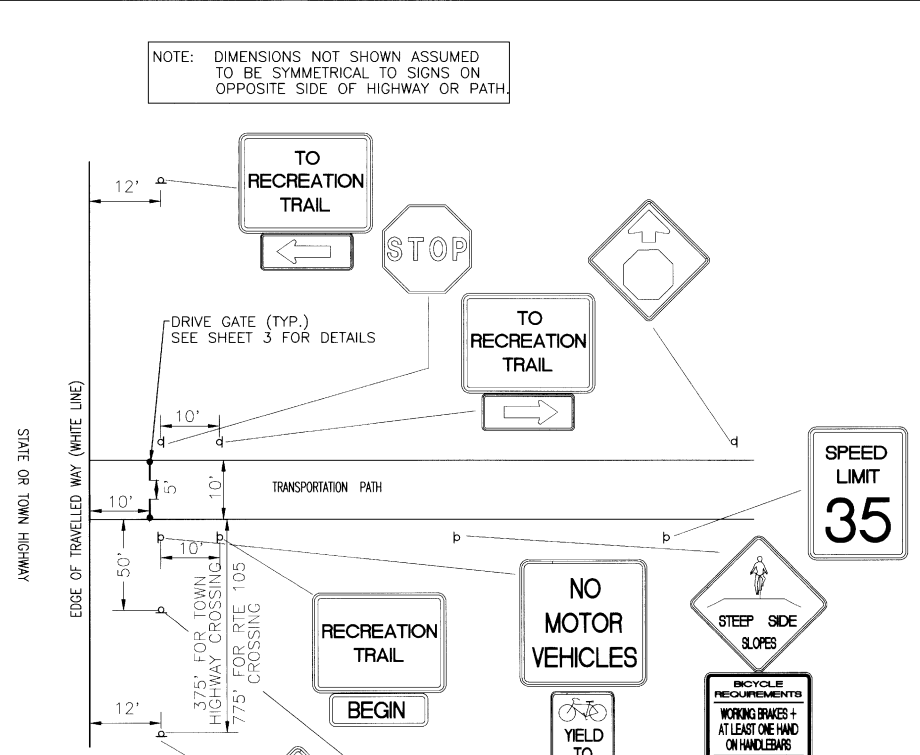 NOTE: DIMENSIONS NOT SHOWN ASSUMED
TO BE SYMMETRICAL TO SIGNS ON
OPPOSITE SIDE OF HIGHWAY OR PATH.
TO
RECREATION
TRAIL
12'
STOP
DRIVE GATE (TYP.)
SEE SHEET 3 FOR DETAILS
TO
RECREATION
TRAIL
10'
SPEED
LIMIT
35
STATE OR TOWN HIGHWAY
EDGE OF TRAVELLED WAY (WHITE LINE)
10'
5'
10'
TRANSPORTATION PATH
50'
10'
375' FOR TOWN
HIGHWAY CROSSING
775' FOR RTE 105
CROSSING
NO
MOTOR
VEHICLES
STEEP SIDE
SLOPES
RECREATION
TRAIL
BEGIN
BICYCLE
REQUIREMENTS
WORKING BRAKES +
AT LEAST ONE HAND
ON HANDLEBARS
12'
YIELD
TO